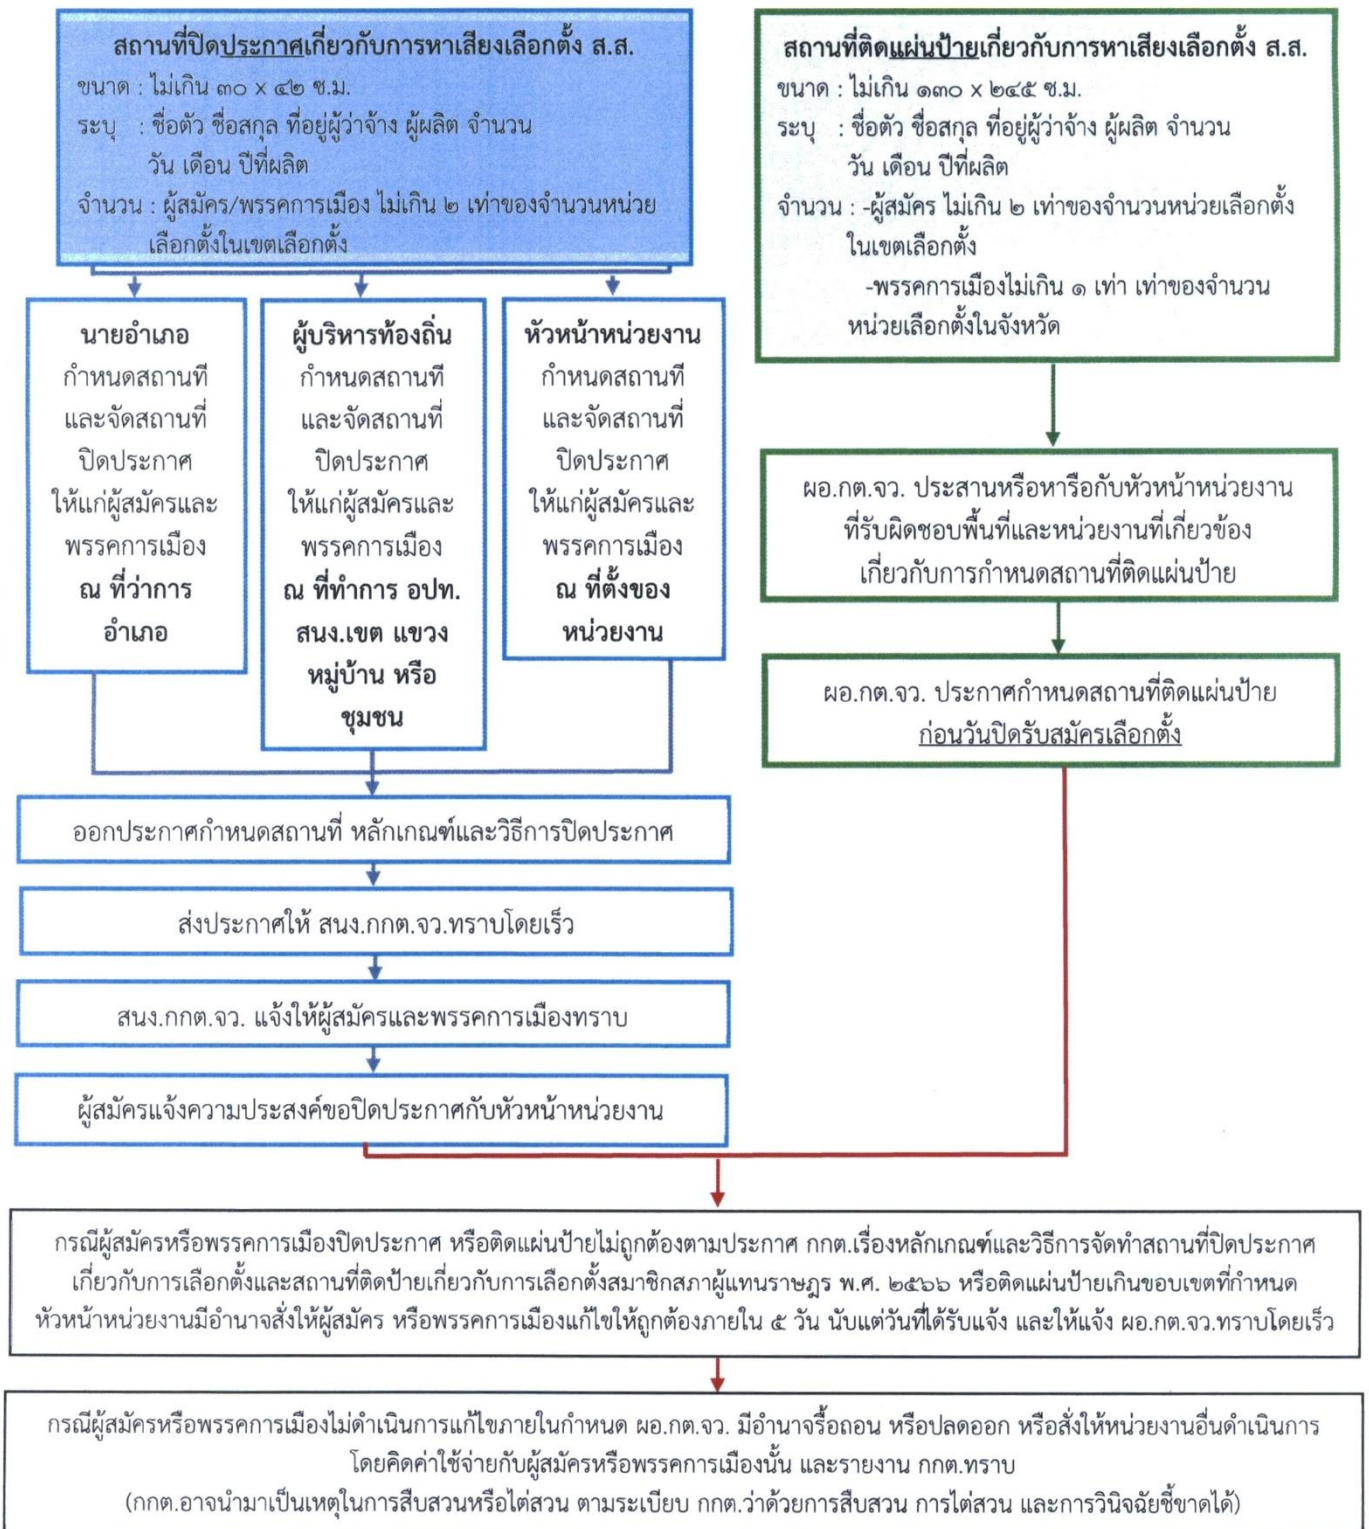 สถานที่ปิดประกาศเกี่ยวกับการหาเสียงเลือกตั้ง ส.ส.
ขนาด : ไม่เกิน ๓๐ x ๔๒ ซ.ม.
ระบุ : ชื่อตัว ชื่อสกุล ที่อยู่ผู้ว่าจ้าง ผู้ผลิต จำนวน
วัน เดือน ปีที่ผลิต
จำนวน : ผู้สมัคร/พรรคการเมือง ไม่เกิน ๒ เท่าของจำนวนหน่วย
เลือกตั้งในเขตเลือกตั้ง
นายอำเภอ
กำหนดสถานที
และจัดสถานที่
ปิดประกาศ
ให้แก่ผู้สมัครและ
พรรคการเมือง
ณ ที่ว่าการ
อำเภอ
ผู้บริหารท้องถิ่น
กำหนดสถานที
และจัดสถานที่
ปิดประกาศ
ให้แก่ผู้สมัครและ
พรรคการเมือง
ณ ที่ทำการ อปท.
สนง.เขต แขวง
หมู่บ้าน หรือ
ชุมชน
หัวหน้าหน่วยงาน
กำหนดสถานที
และจัดสถานที่
ปิดประกาศ
ให้แก่ผู้สมัครและ
พรรคการเมือง
ณ ที่ตั้งของ
หน่วยงาน
ออกประกาศกำหนดสถานที่ หลักเกณฑ์และวิธีการปิดประกาศ
ส่งประกาศให้ สนง.กกต.จว.ทราบโดยเร็ว
สนง.กกต.จว. แจ้งให้ผู้สมัครและพรรคการเมืองทราบ
ผู้สมัครแจ้งความประสงค์ขอปิดประกาศกับหัวหน้าหน่วยงาน
สถานที่ติดแผ่นป้ายเกี่ยวกับการหาเสียงเลือกตั้ง ส.ส.
ขนาด : ไม่เกิน ๑๓๐ x ๒๔๕ ซ.ม.
ระบุ : ชื่อตัว ชื่อสกุล ที่อยู่ผู้ว่าจ้าง ผู้ผลิต จำนวน
วัน เดือน ปีที่ผลิต
จำนวน : -ผู้สมัคร ไม่เกิน ๒ เท่าของจำนวนหน่วยเลือกตั้ง
ในเขตเลือกตั้ง
-พรรคการเมืองไม่เกิน ๑ เท่า เท่าของจำนวน
หน่วยเลือกตั้งในจังหวัด
ผอ.กต.จว. ประสานหรือหารือกับหัวหน้าหน่วยงาน
ที่รับผิดชอบพื้นที่และหน่วยงานที่เกี่ยวข้อง
เกี่ยวกับการกำหนดสถานที่ติดแผ่นป้าย
ผอ.กต.จว. ประกาศกำหนดสถานที่ติดแผ่นป้าย
ก่อนวันปิดรับสมัครเลือกตั้ง
กรณีผู้สมัครหรือพรรคการเมืองปิดประกาศ หรือติดแผ่นป้ายไม่ถูกต้องตามประกาศ กกต.เรื่องหลักเกณฑ์และวิธีการจัดทำสถานที่ปิดประกาศ
เกี่ยวกับการเลือกตั้งและสถานที่ติดป้ายเกี่ยวกับการเลือกตั้งสมาชิกสภาผู้แทนราษฎร พ.ศ. ๒๕๖๖ หรือติดแผ่นป้ายเกินขอบเขตที่กำหนด
หัวหน้าหน่วยงานมีอำนาจสั่งให้ผู้สมัคร หรือพรรคการเมืองแก้ไขให้ถูกต้องภายใน ๕ วัน นับแต่วันที่ได้รับแจ้ง และให้แจ้ง ผอ.กต.จว.ทราบโดยเร็ว
กรณีผู้สมัครหรือพรรคการเมืองไม่ดำเนินการแก้ไขภายในกำหนด ผอ.กต.จว. มีอำนาจรื้อถอน หรือปลดออก หรือสั่งให้หน่วยงานอื่นดำเนินการ
โดยคิดค่าใช้จ่ายกับผู้สมัครหรือพรรคการเมืองนั้น และรายงาน กกต.ทราบ
(กกต.อาจนำมาเป็นเหตุในการสืบสวนหรือไต่สวน ตามระเบียบ กกต.ว่าด้วยการสืบสวน การไต่สวน และการวินิจฉัยชี้ขาดได้)